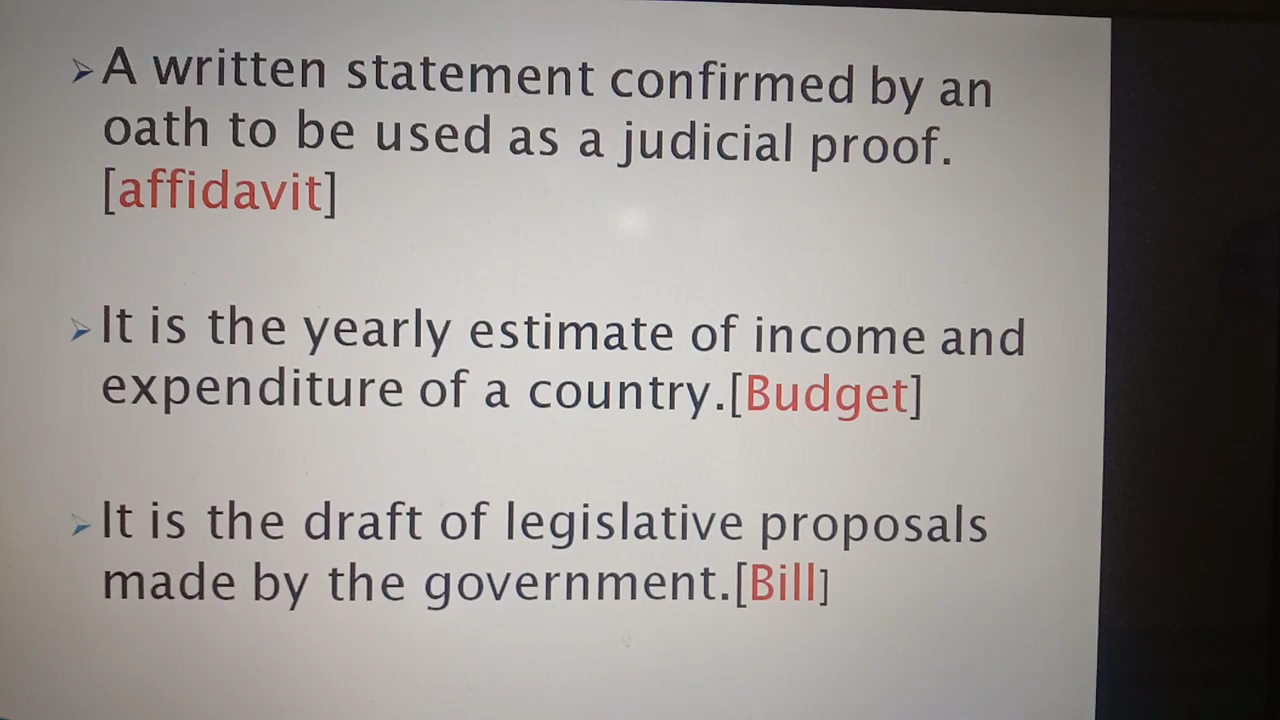 ➢A written statement confirmed by an
oath to be used as a judicial proof.
[affidavit]
➢It is the yearly estimate of income and
expenditure of a country.[Budget]
➢It is the draft of legislative proposals
made by the government.[Bill]